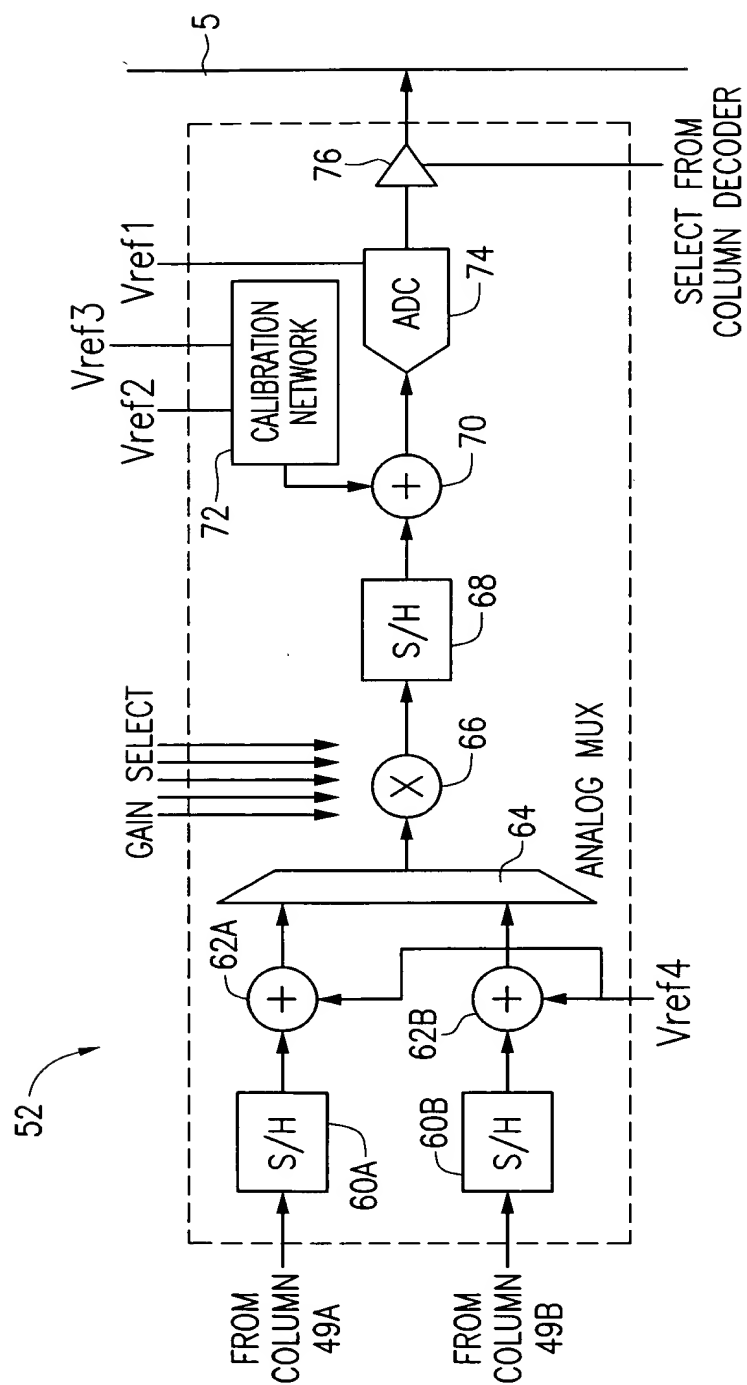 52
FROM
COLUMN
49A
S/H
60A
62A
FROM
COLUMN
49B
S/H
60B
62B
Vref4
64
ANALOG MUX
GAIN SELECT
X
66
S/H
68
+
+
+
70
72
CALIBRATION
NETWORK
Vref2
Vref3
Vref1
ADC
74
76
5
SELECT FROM
COLUMN DECODER